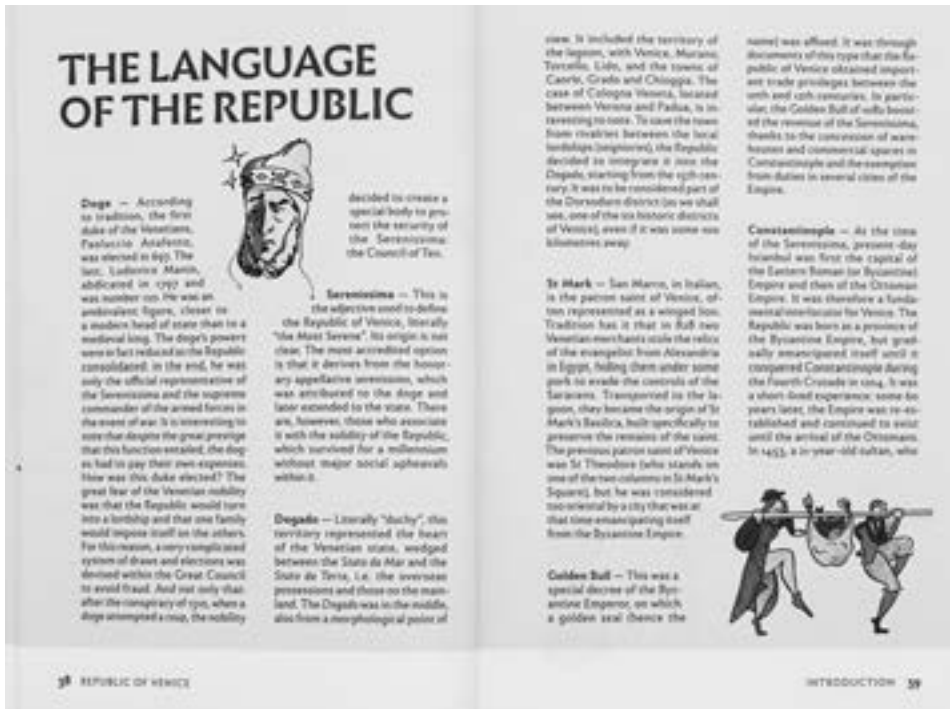 THE LANGUAGE
OF THE REPUBLIC
Doge — According
to tradition, the first
duke of the Venetians,
Paoluccio Anafesto,
was elected in 697. The
last, Ludovico Manin,
abdicated in 1797 and
was number 120. He was an
ambivalent figure, closer to
a modern head of state than to a
medieval king. The doge's powers
were in fact reduced as the Republic
consolidated: in the end, he was
only the official representative of
the Serenissima and the supreme
commander of the armed forces in
the event of war. It is interesting to
note that despite the great prestige
that this function entailed, the dog-
es had to pay their own expenses.
How was this duke elected? The
great fear of the Venetian nobility
was that the Republic would turn
into a lordship and that one family
would impose itself on the others.
For this reason, a very complicated
system of draws and elections was
devised within the Great Council
to avoid fraud. And not only that:
after the conspiracy of 1310, when a
doge attempted a coup, the nobility
decided to create a
special body to pro-
tect the security of
the Serenissima:
the Council of Ten.
Serenissima — This is
the adjective used to define
the Republic of Venice, literally
"the Most Serene". Its origin is not
clear. The most accredited option
is that it derives from the honor-
ary appellative serenissimo, which
was attributed to the doge and
later extended to the state. There
are, however, those who associate
it with the solidity of the Republic,
which survived for a millennium
without major social upheavals
within it.
Dogado — Literally "duchy", this
territory represented the heart
of the Venetian state, wedged
between the Stato da Mar and the
Stato da Terra, i.e. the overseas
possessions and those on the main-
land. The Dogado was in the middle,
also from a morphological point of
view. It included the territory of
the lagoon, with Venice, Murano,
Torcello, Lido, and the towns of
Caorle, Grado and Chioggia. The
case of Cologna Veneta, located
between Verona and Padua, is in-
teresting to note. To save the town
from rivalries between the local
lordships (seigniories), the Republic
decided to integrate it into the
Dogado, starting from the 15th cen-
tury. It was to be considered part of
the Dorsoduro district (as we shall
see, one of the six historic districts
of Venice), even if it was some 100
kilometres away.
St Mark — San Marco, in Italian,
is the patron saint of Venice, of-
ten represented as a winged lion.
Tradition has it that in 828 two
Venetian merchants stole the relics
of the evangelist from Alexandria
in Egypt, hiding them under some
pork to evade the controls of the
Saracens. Transported to the la-
goon, they became the origin of St
Mark's Basilica, built specifically to
preserve the remains of the saint.
The previous patron saint of Venice
was St Theodore (who stands on
one of the two columns in St Mark's
Square), but he was considered
too oriental by a city that was at
that time emancipating itself
from the Byzantine Empire.
Golden Bull — This was a
special decree of the Byz-
antine Emperor, on which
a golden seal (hence the
name) was affixed. It was through
documents of this type that the Re-
public of Venice obtained import-
ant trade privileges between the
10th and 12th centuries. In partic-
ular, the Golden Bull of 1082 boost-
ed the revenue of the Serenissima,
thanks to the concession of ware-
houses and commercial spaces in
Constantinople and the exemption
from duties in several cities of the
Empire.
Constantinople — At the time
of the Serenissima, present-day
Istanbul was first the capital of
the Eastern Roman (or Byzantine)
Empire and then of the Ottoman
Empire. It was therefore a funda-
mental interlocutor for Venice. The
Republic was born as a province of
the Byzantine Empire, but grad-
ually emancipated itself until it
conquered Constantinople during
the Fourth Crusade in 1204. It was
a short-lived experience: some 60
years later, the Empire was re-es-
tablished and continued to exist
until the arrival of the Ottomans.
In 1453, a 21-year-old sultan, who
38 REPUBLIC OF VENICE
INTRODUCTION 39